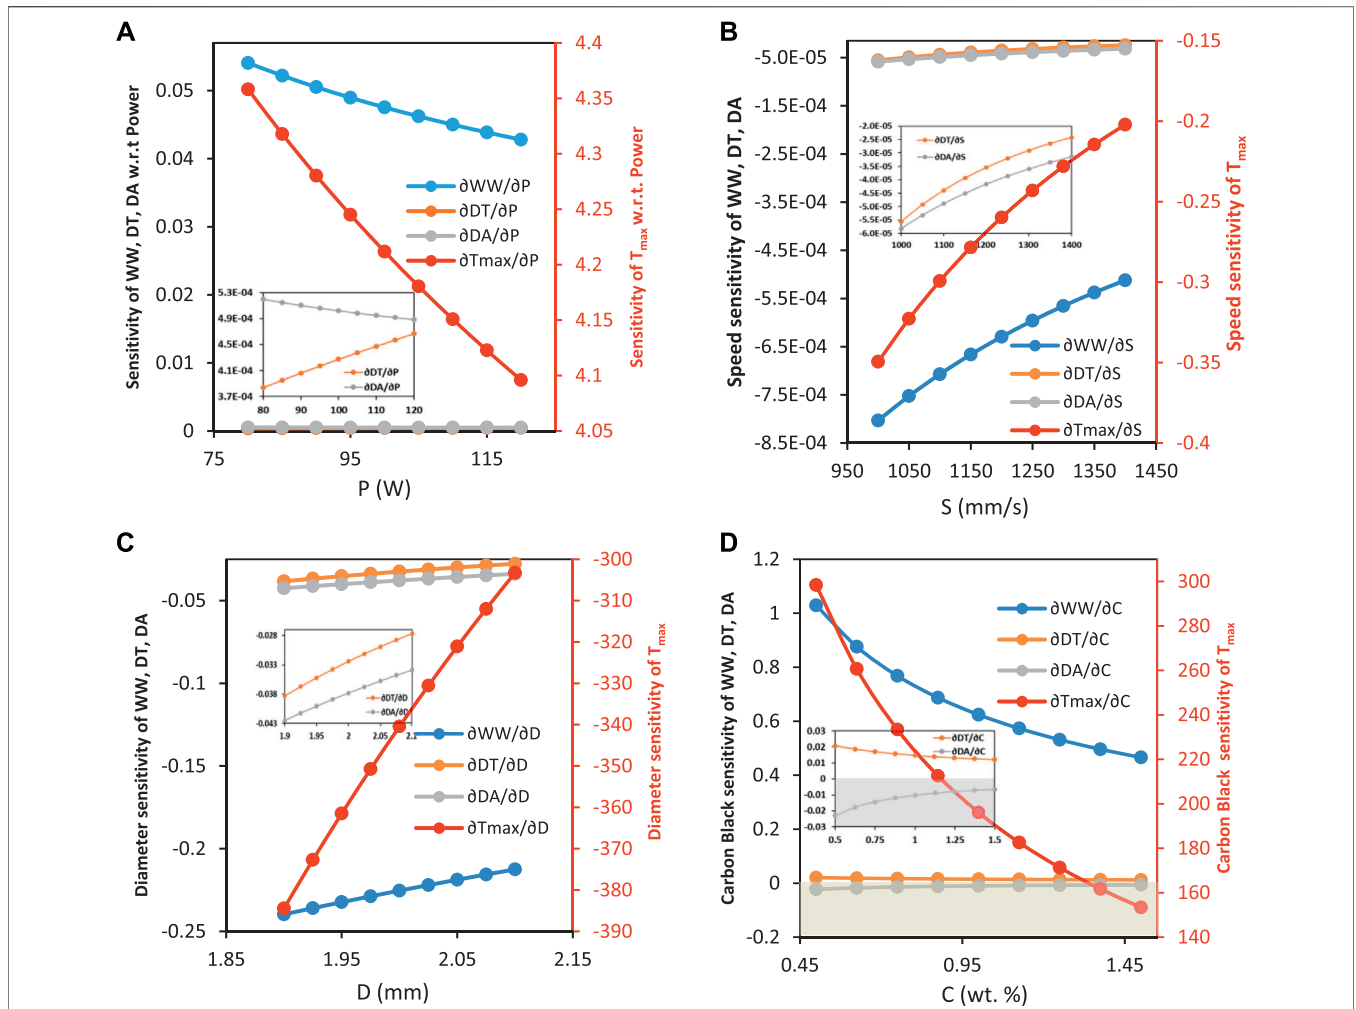 A
Sensitivity of WW, DT, DA w.r.t Power
0.05
0.04
0.03
0.02
0.01
0
4.4
4.35
4.3
4.25
4.2
4.15
4.1
4.05
Sensitivity of Tmax w.r.t. Power
∂WW/∂P
∂DT/∂P
∂DA/∂P
∂Tmax/∂P
5.3E-04
4.9E-04
4.5E-04
4.1E-04
3.7E-04
∂DT/∂P
∂DA/∂P
80 90 100 110 120
75 95 115
P (W)
B
Speed sensitivity of WW, DT, DA
-5.0E-05
-1.5E-04
-2.5E-04
-3.5E-04
-4.5E-04
-5.5E-04
-6.5E-04
-7.5E-04
-8.5E-04
-0.15
-0.2
-0.25
-0.3
-0.35
-0.4
Speed sensitivity of Tmax
-2.0E-05
-2.5E-05
-3.0E-05
-3.5E-05
-4.0E-05
-4.5E-05
-5.0E-05
-5.5E-05
-6.0E-05
∂DT/∂S
∂DA/∂S
1000 1100 1200 1300 1400
∂WW/∂S
∂DT/∂S
∂DA/∂S
∂Tmax/∂S
950 1050 1150 1250 1350 1450
S (mm/s)
C
Diameter sensitivity of WW, DT, DA
-0.05
-0.1
-0.15
-0.2
-0.25
-300
-310
-320
-330
-340
-350
-360
-370
-380
-390
Diameter sensitivity of Tmax
-0.028
-0.033
-0.038
-0.043
∂DT/∂D
∂DA/∂D
1.9 1.95 2 2.05 2.1
∂WW/∂D
∂DT/∂D
∂DA/∂D
∂Tmax/∂D
1.85 1.95 2.05 2.15
D (mm)
D
Carbon Black sensitivity of WW, DT, DA
1.2
1
0.8
0.6
0.4
0.2
0
-0.2
300
280
260
240
220
200
180
160
140
Carbon Black sensitivity of Tmax
∂WW/∂C
∂DT/∂C
∂DA/∂C
∂Tmax/∂C
0.03
0.02
0.01
0
-0.01
-0.02
-0.03
∂DT/∂C
∂DA/∂C
0.5 0.75 1 1.25 1.5
0.45 0.95 1.45
C (wt. %)